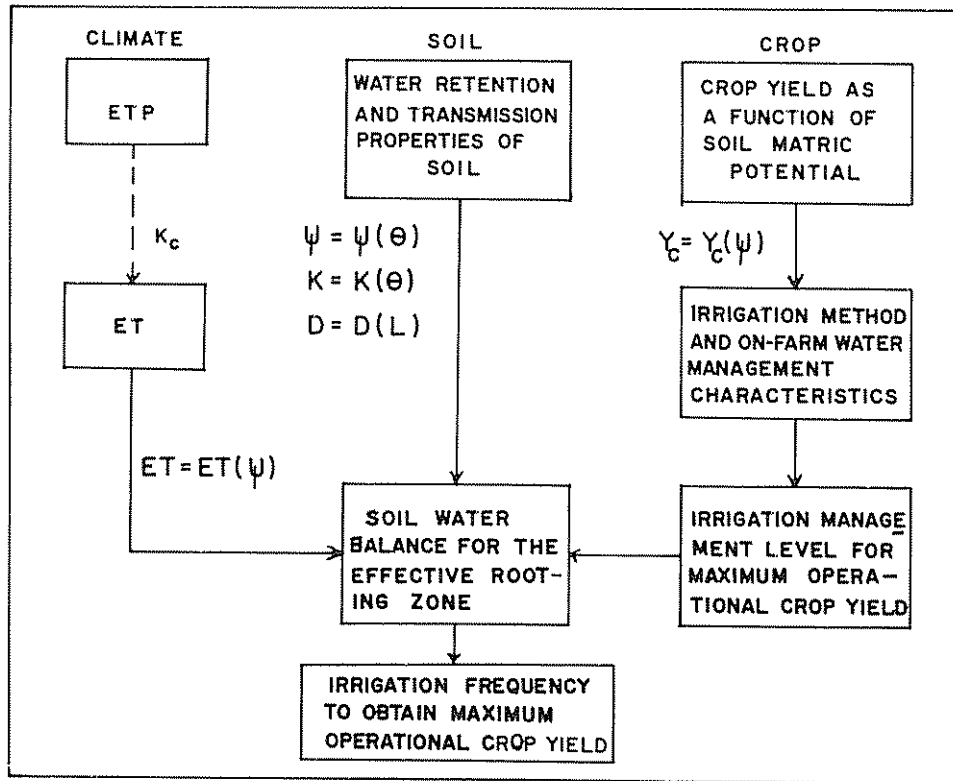 CLIMATE
ETP
K_c
ET
ET = ET(ψ)
SOIL
WATER RETENTION
AND TRANSMISSION
PROPERTIES OF
SOIL
ψ = ψ(θ)
K = K(θ)
D = D(L)
CROP
CROP YIELD AS
A FUNCTION OF
SOIL MATRIC
POTENTIAL
Y_c = Y_c(ψ)
IRRIGATION METHOD
AND ON-FARM WATER
MANAGEMENT
CHARACTERISTICS
IRRIGATION MANAGE
MENT LEVEL FOR
MAXIMUM OPERA-
TIONAL CROP YIELD
SOIL WATER
BALANCE FOR THE
EFFECTIVE ROOT-
ING ZONE
IRRIGATION FREQUENCY
TO OBTAIN MAXIMUM
OPERATIONAL CROP YIELD